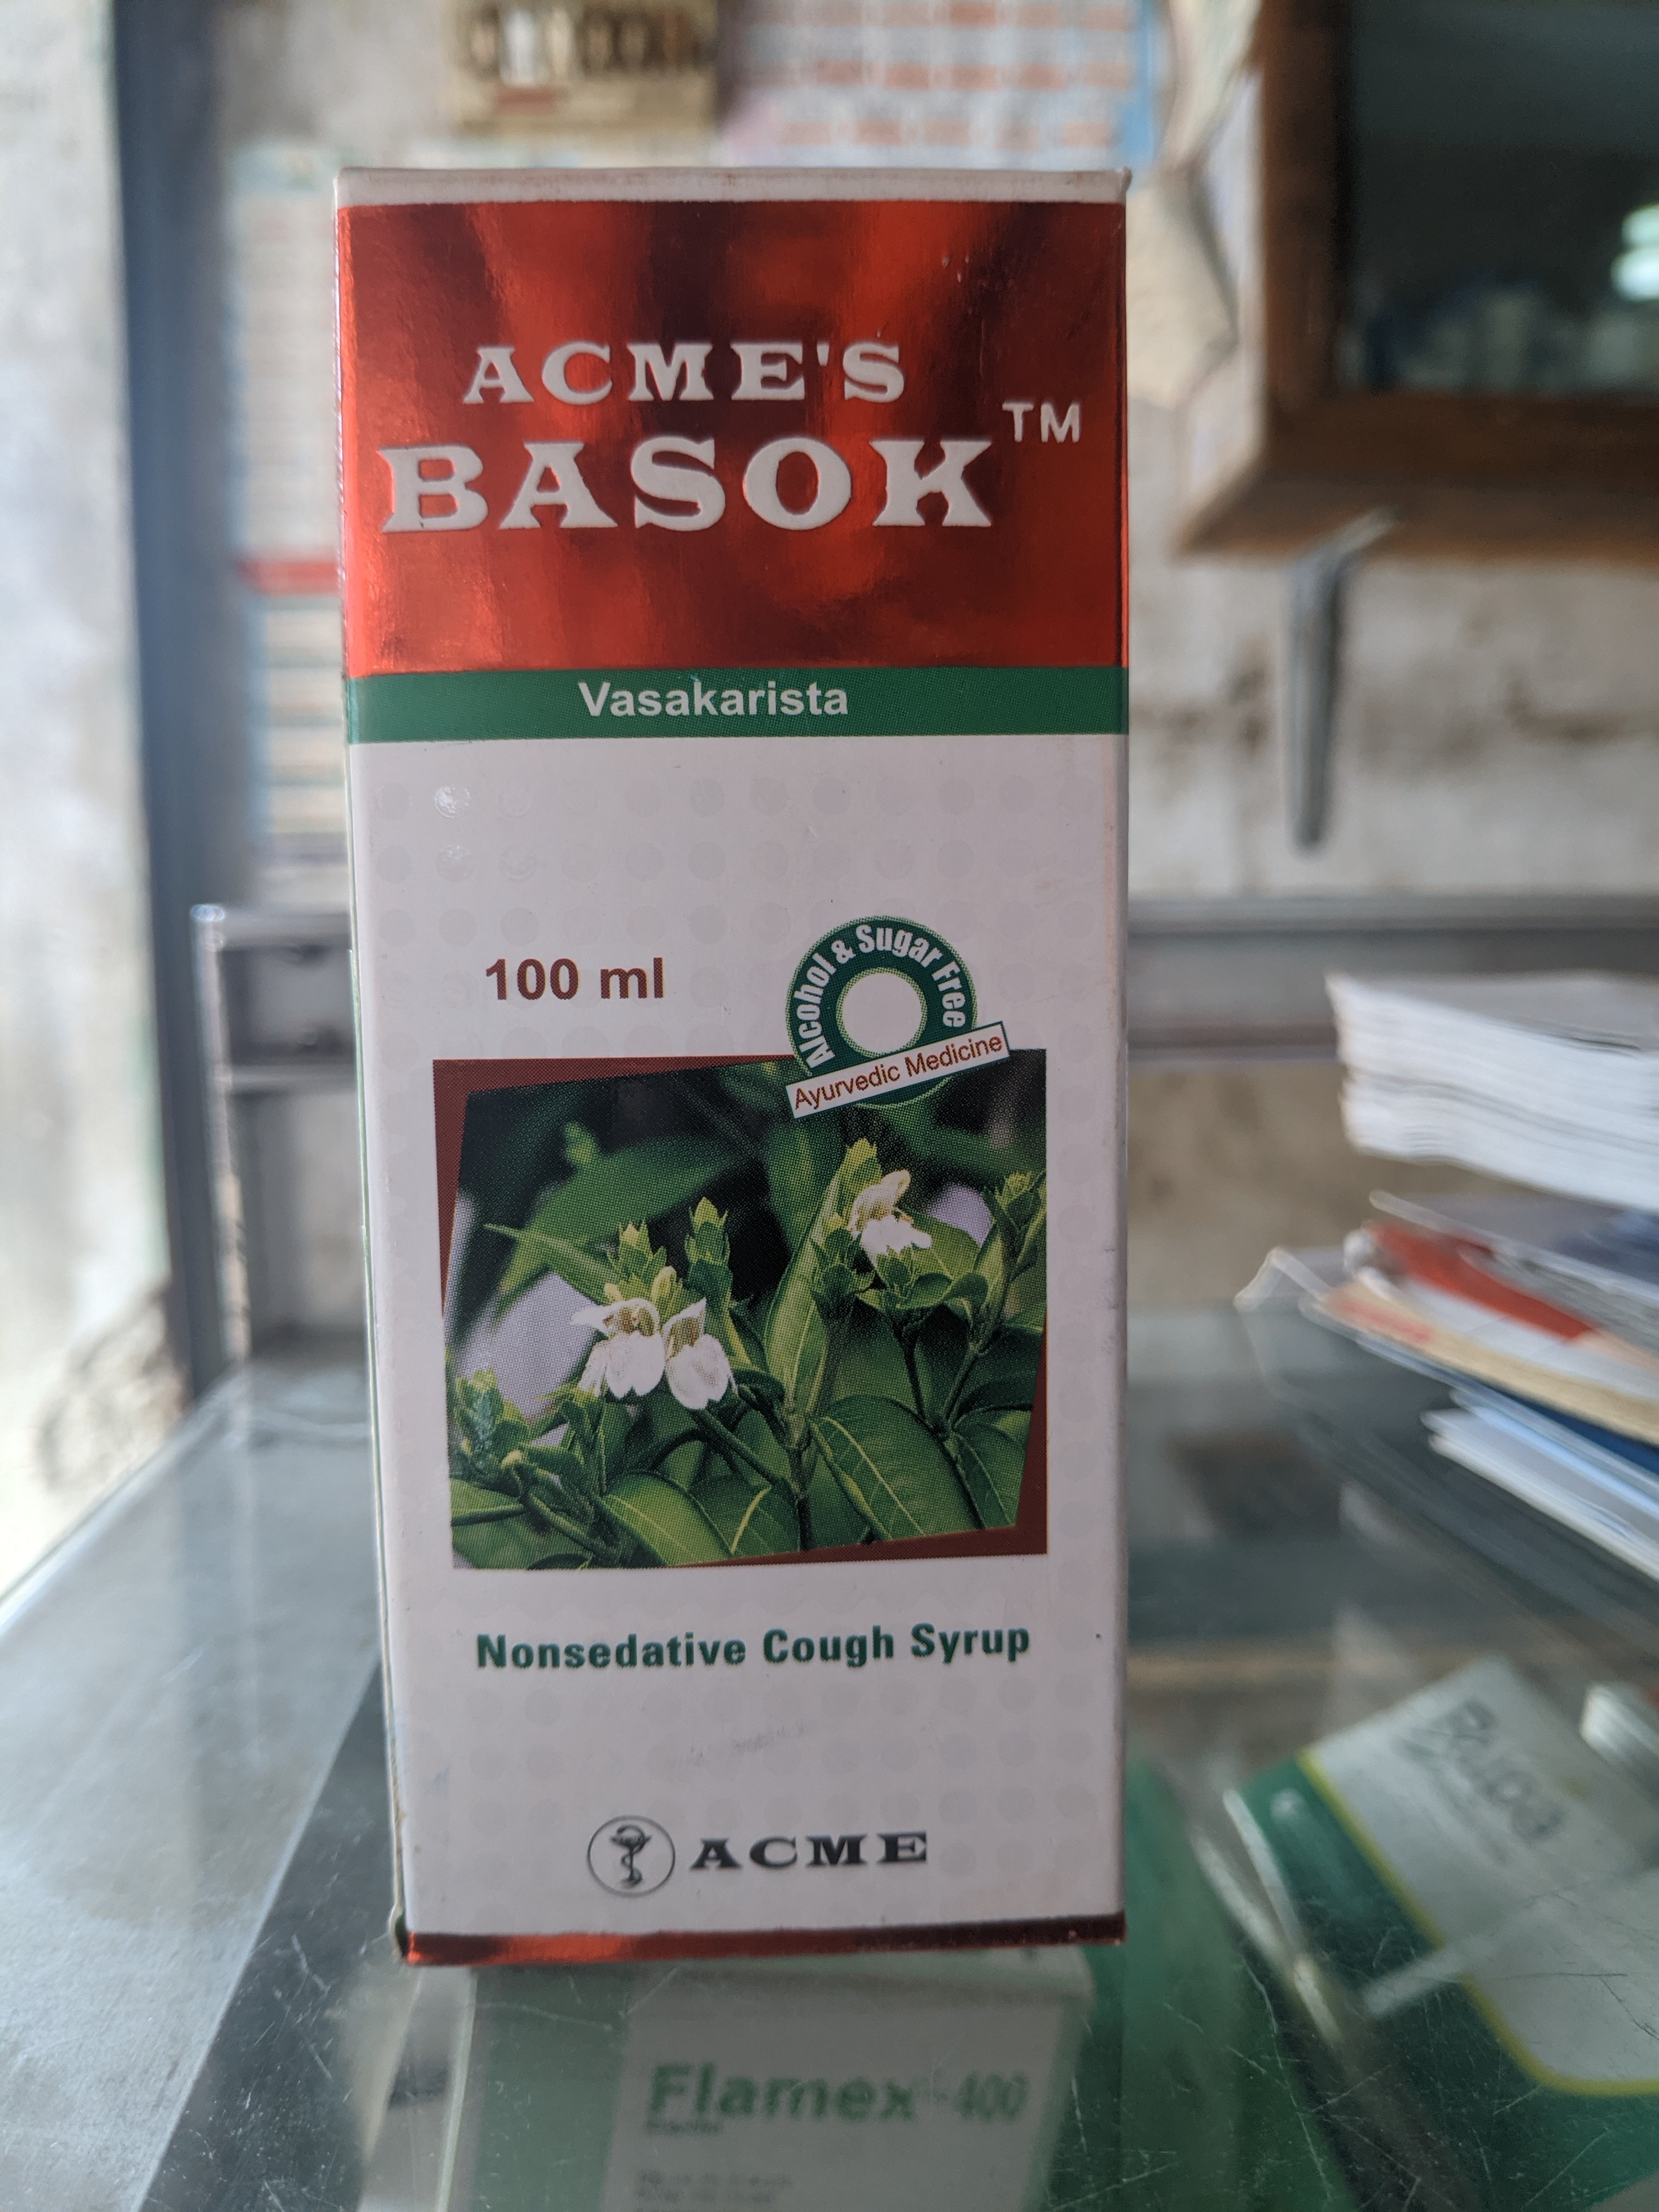 ACME'S
BASOK™
Vasakarista
100 ml
Alcohol & Sugar Free
Ayurvedic Medicine
Nonsedative Cough Syrup
ACME
Flamex-400